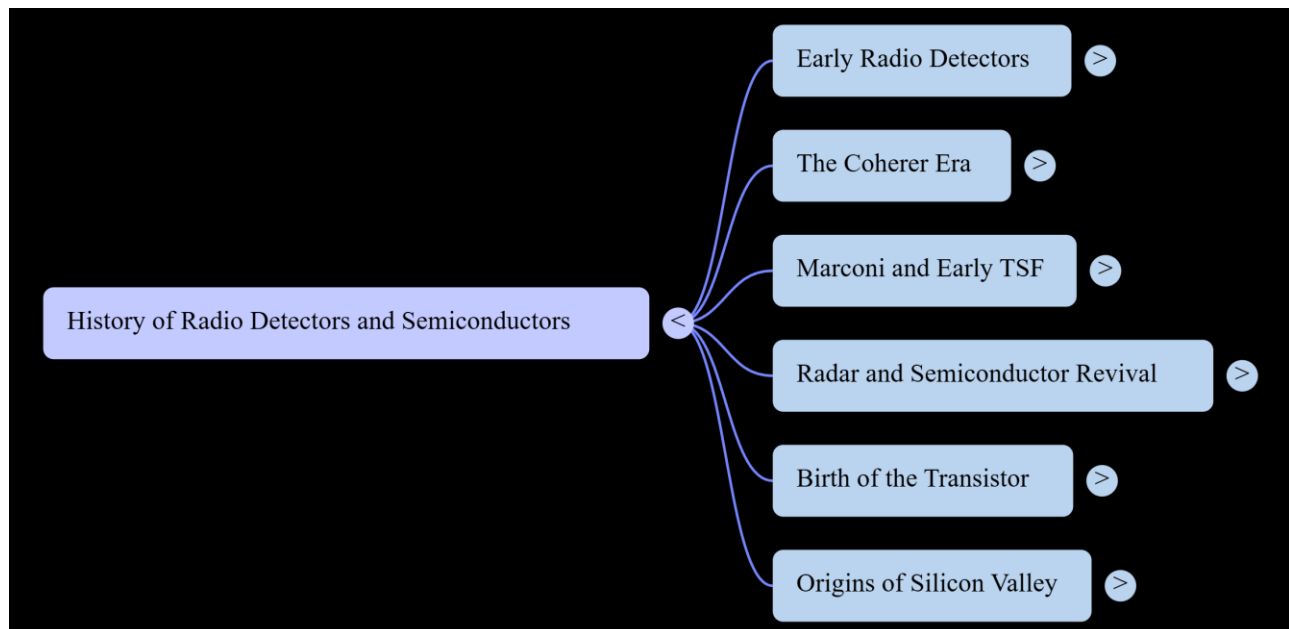 Early Radio Detectors >
The Coherer Era >
Marconi and Early TSF >
History of Radio Detectors and Semiconductors <
Radar and Semiconductor Revival >
Birth of the Transistor >
Origins of Silicon Valley >